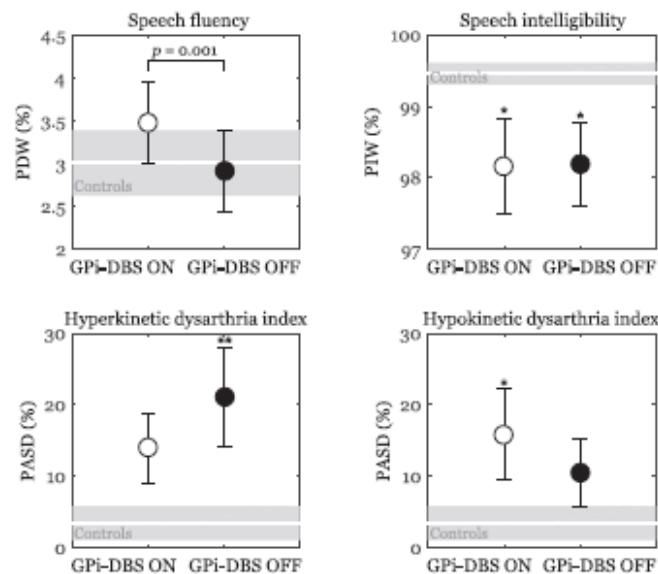 Speech fluency
4.5
p = 0.001
4
3.5
3
Controls
2.5
2
PDW (%)
GPi-DBS ON GPi-DBS OFF
Speech intelligibility
100
Controls
99
*
*
98
97
PIW (%)
GPi-DBS ON GPi-DBS OFF
Hyperkinetic dysarthria index
30
**
20
10
Controls
0
PASD (%)
GPi-DBS ON GPi-DBS OFF
Hypokinetic dysarthria index
30
*
20
10
Controls
0
PASD (%)
GPi-DBS ON GPi-DBS OFF